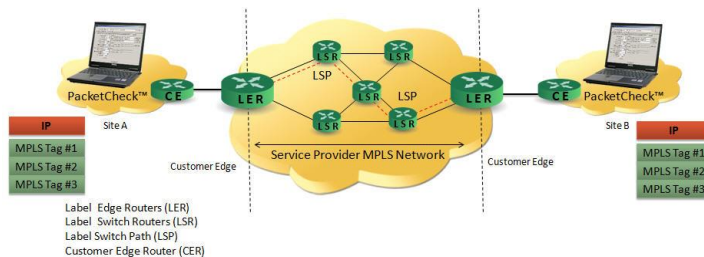 LSR
LSR
LSP
PacketCheck™
CE
LER
LSR
LSP
LER
CE
PacketCheck™
LSR
LSR
Site A
Site B
IP
MPLS Tag #1
MPLS Tag #2
MPLS Tag #3
Customer Edge
Service Provider MPLS Network
Customer Edge
IP
MPLS Tag #1
MPLS Tag #2
MPLS Tag #3
Label Edge Routers (LER)
Label Switch Routers (LSR)
Label Switch Path (LSP)
Customer Edge Router (CER)